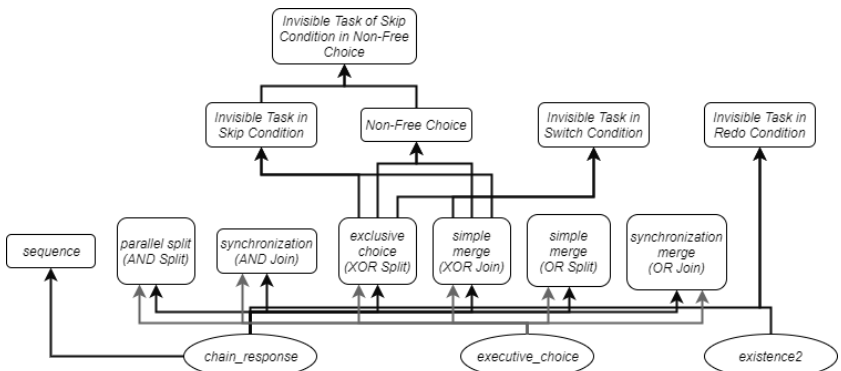 Invisible Task of Skip
Condition in Non-Free
Choice
Invisible Task in
Skip Condition
Non-Free Choice
Invisible Task in
Switch Condition
Invisible Task in
Redo Condition
sequence
parallel split
(AND Split)
synchronization
(AND Join)
exclusive
choice
(XOR Split)
simple
merge
(XOR Join)
simple
merge
(OR Split)
synchronization
merge
(OR Join)
chain_response
executive_choice
existence2